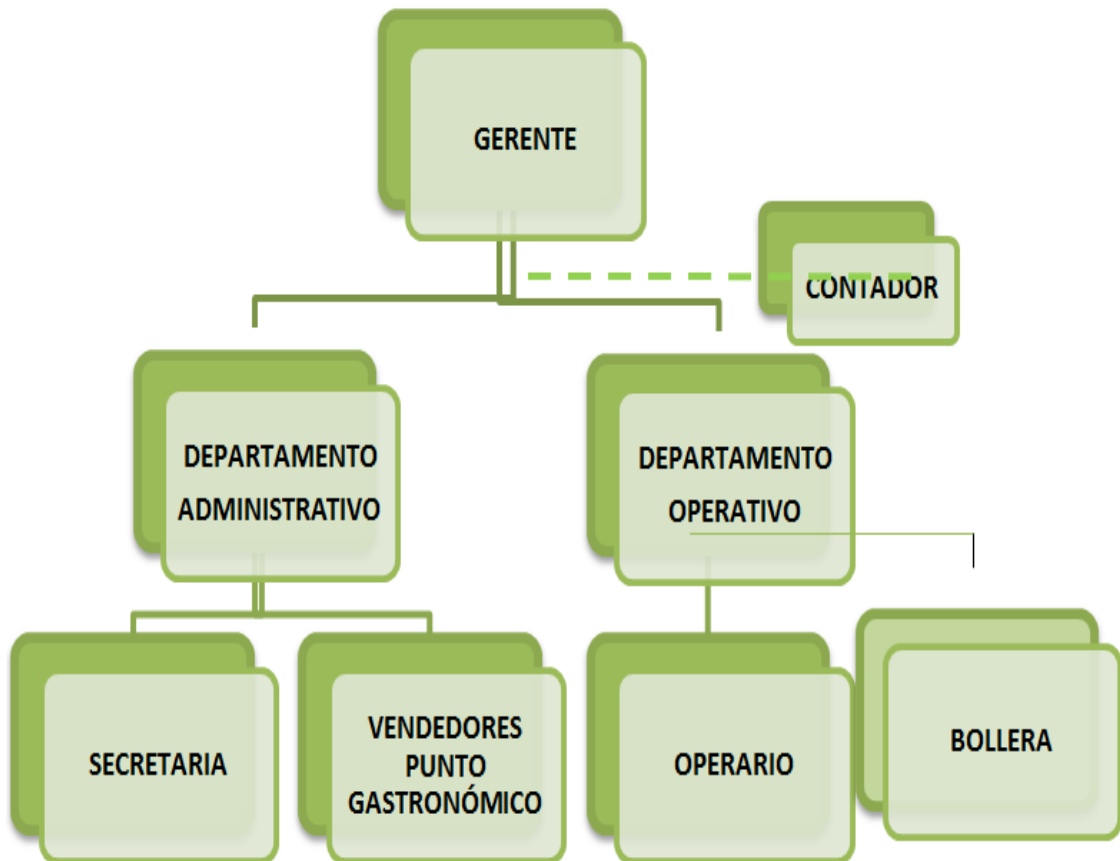 GERENTE
CONTADOR
DEPARTAMENTO
ADMINISTRATIVO
DEPARTAMENTO
OPERATIVO
SECRETARIA
VENDEDORES
PUNTO
GASTRONÓMICO
OPERARIO
BOLLERA